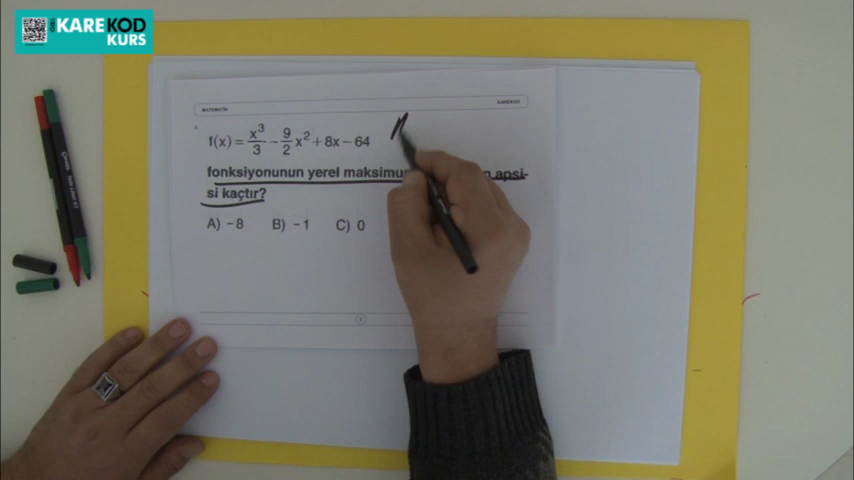 ÖZEL
KAREKOD
KURS
MATEMATİK
KAREKOD
f(x) = x³/3 - 9/2 x² + 8x - 64
fonksiyonunun yerel apsi-
si kaçtır?
A) -8 B) -1 C) 0